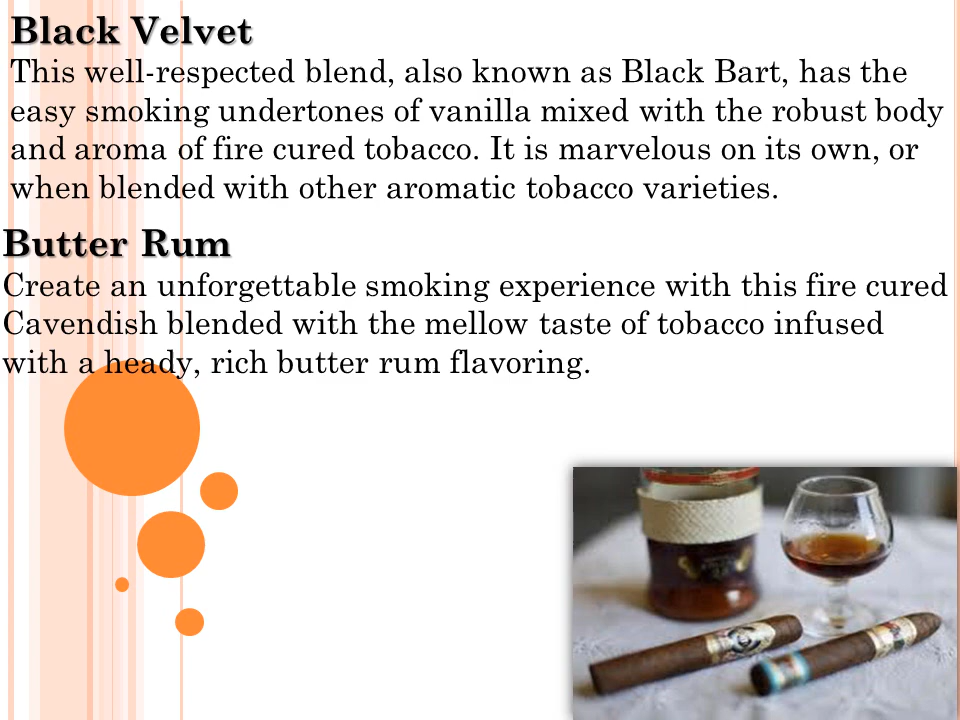 Black Velvet
This well-respected blend, also known as Black Bart, has the
easy smoking undertones of vanilla mixed with the robust body
and aroma of fire cured tobacco. It is marvelous on its own, or
when blended with other aromatic tobacco varieties.
Butter Rum
Create an unforgettable smoking experience with this fire cured
Cavendish blended with the mellow taste of tobacco infused
with a heady, rich butter rum flavoring.